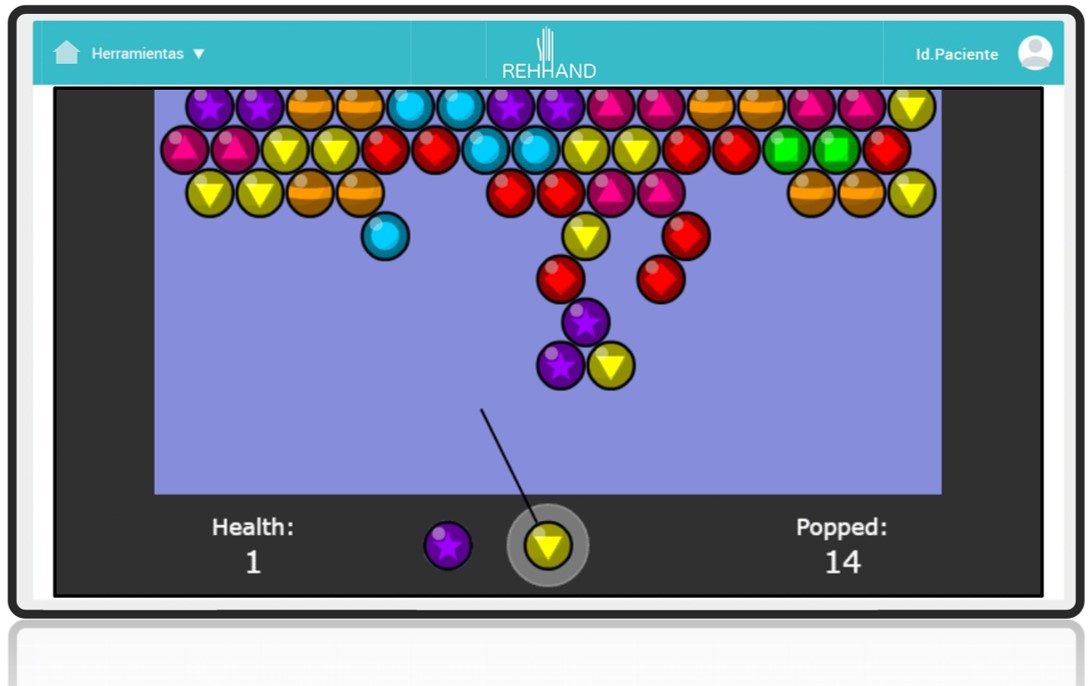 Herramientas ▼
REHHAND
Id.Paciente
Health:
1
Popped:
14